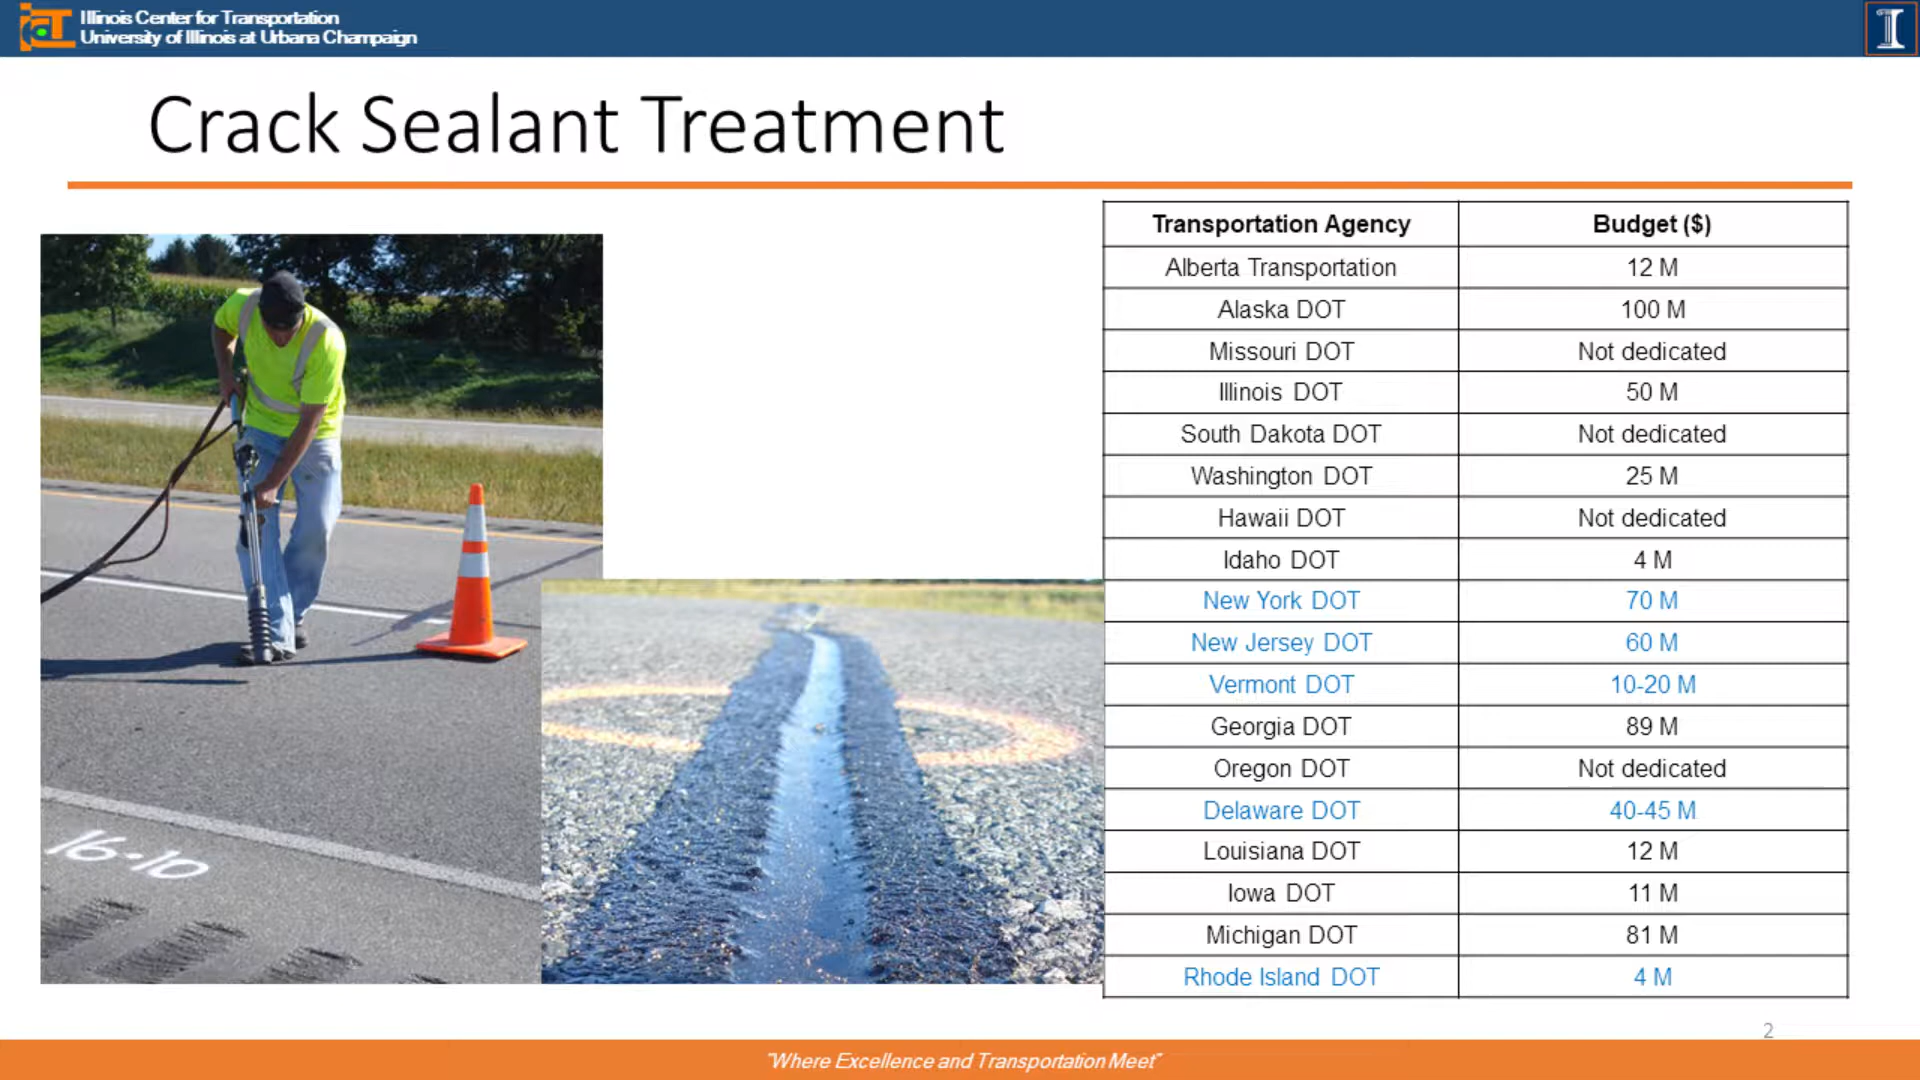 Illinois Center for Transportation
University of Illinois at Urbana Champaign
Crack Sealant Treatment
Transportation Agency Budget ($)
Alberta Transportation 12 M
Alaska DOT 100 M
Missouri DOT Not dedicated
Illinois DOT 50 M
South Dakota DOT Not dedicated
Washington DOT 25 M
Hawaii DOT Not dedicated
Idaho DOT 4 M
New York DOT 70 M
New Jersey DOT 60 M
Vermont DOT 10-20 M
Georgia DOT 89 M
Oregon DOT Not dedicated
Delaware DOT 40-45 M
Louisiana DOT 12 M
Iowa DOT 11 M
Michigan DOT 81 M
Rhode Island DOT 4 M
16-10
2
"Where Excellence and Transportation Meet"